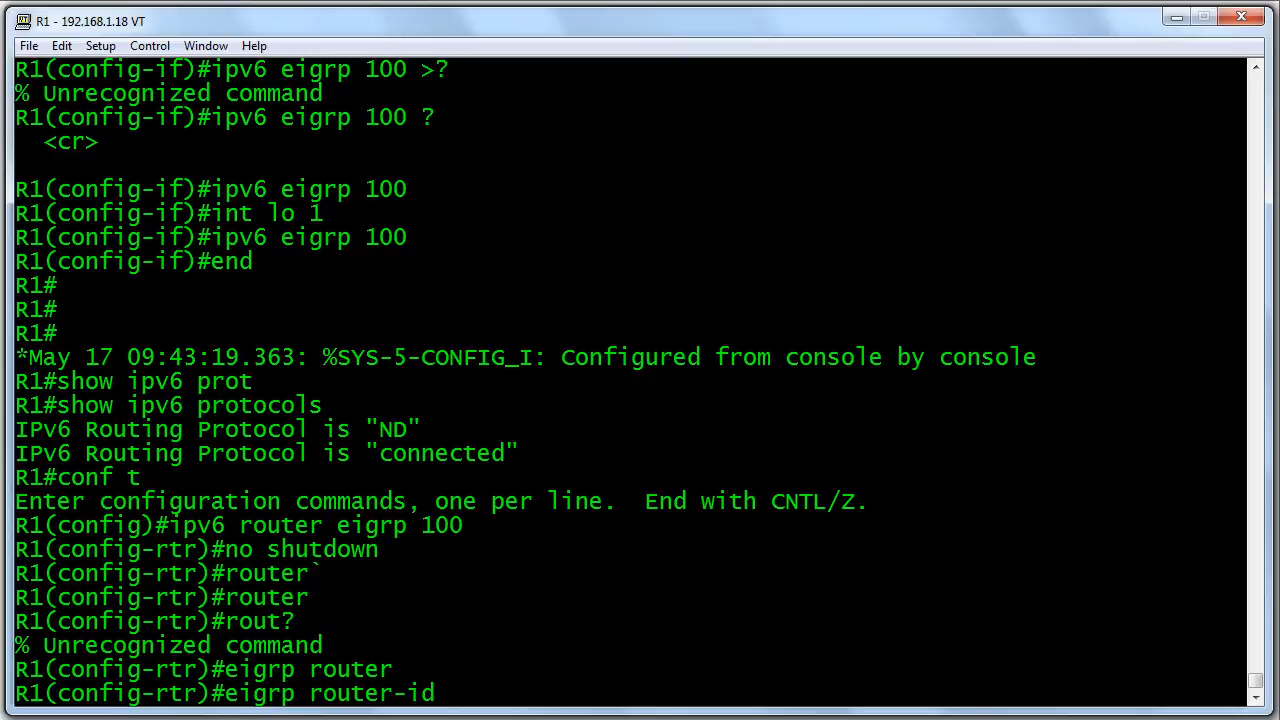 R1 - 192.168.1.18 VT
File Edit Setup Control Window Help
R1(config-if)#ipv6 eigrp 100 >?
% Unrecognized command
R1(config-if)#ipv6 eigrp 100 ?
  <cr>
R1(config-if)#ipv6 eigrp 100
R1(config-if)#int lo 1
R1(config-if)#ipv6 eigrp 100
R1(config-if)#end
R1#
R1#
R1#
*May 17 09:43:19.363: %SYS-5-CONFIG_I: Configured from console by console
R1#show ipv6 prot
R1#show ipv6 protocols
IPv6 Routing Protocol is "ND"
IPv6 Routing Protocol is "connected"
R1#conf t
Enter configuration commands, one per line.  End with CNTL/Z.
R1(config)#ipv6 router eigrp 100
R1(config-rtr)#no shutdown
R1(config-rtr)#router`
R1(config-rtr)#router
R1(config-rtr)#rout?
% Unrecognized command
R1(config-rtr)#eigrp router
R1(config-rtr)#eigrp router-id